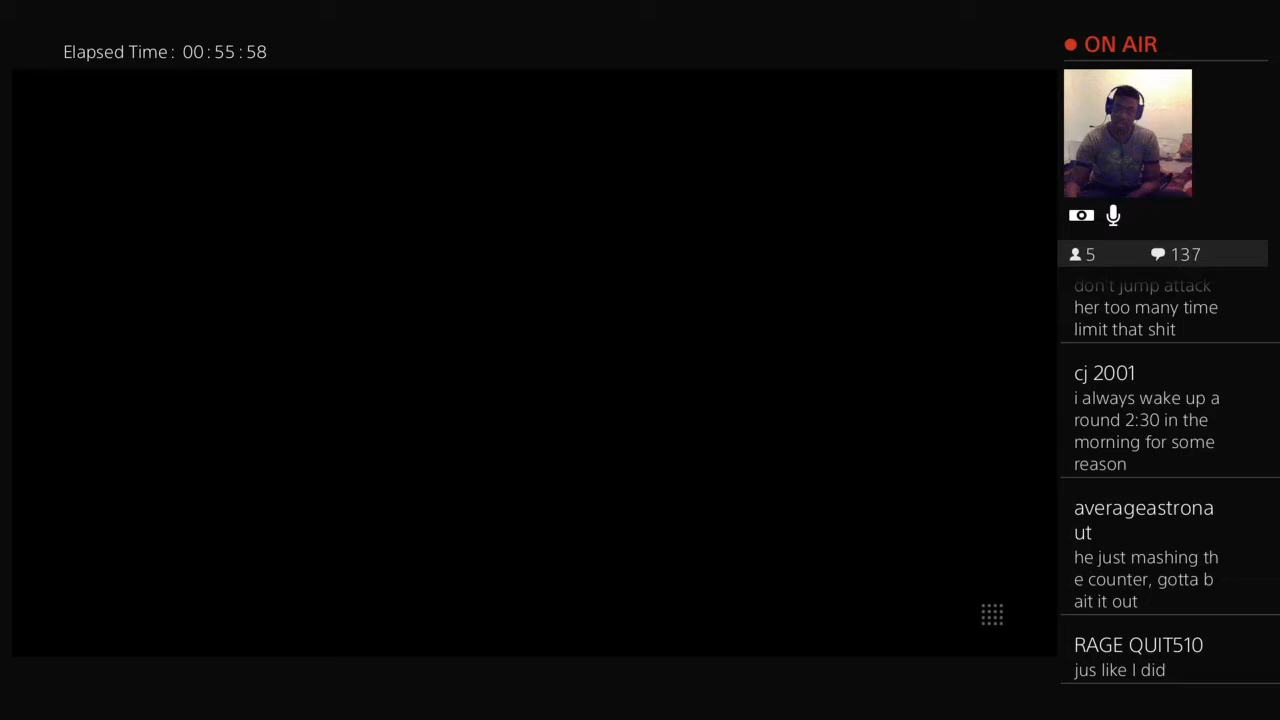 Elapsed Time: 00:55:58
ON AIR
5 137
don't jump attack
her too many time
limit that shit
cj 2001
i always wake up a
round 2:30 in the
morning for some
reason
averageastrona
ut
he just mashing th
e counter, gotta b
ait it out
RAGE QUIT510
jus like I did